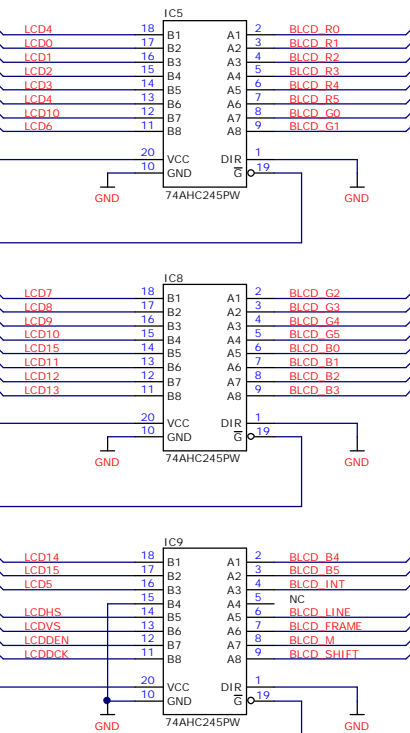 IC5
LCD4 18 B1 A1 2 BLCD_R0
LCD0 17 B2 A2 3 BLCD_R1
LCD1 16 B3 A3 4 BLCD_R2
LCD2 15 B4 A4 5 BLCD_R3
LCD3 14 B5 A5 6 BLCD_R4
LCD4 13 B6 A6 7 BLCD_R5
LCD10 12 B7 A7 8 BLCD_G0
LCD6 11 B8 A8 9 BLCD_G1
20 VCC DIR 1
10 GND G 19
GND 74AHC245PW GND
IC8
LCD7 18 B1 A1 2 BLCD_G2
LCD8 17 B2 A2 3 BLCD_G3
LCD9 16 B3 A3 4 BLCD_G4
LCD10 15 B4 A4 5 BLCD_G5
LCD15 14 B5 A5 6 BLCD_B0
LCD11 13 B6 A6 7 BLCD_B1
LCD12 12 B7 A7 8 BLCD_B2
LCD13 11 B8 A8 9 BLCD_B3
20 VCC DIR 1
10 GND G 19
GND 74AHC245PW GND
IC9
LCD14 18 B1 A1 2 BLCD_B4
LCD15 17 B2 A2 3 BLCD_B5
LCD5 16 B3 A3 4 BLCD_INT
15 B4 A4 5 NC
LCDHS 14 B5 A5 6 BLCD_LINE
LCDVS 13 B6 A6 7 BLCD_FRAME
LCDDEN 12 B7 A7 8 BLCD_M
LCDDCK 11 B8 A8 9 BLCD_SHIFT
20 VCC DIR 1
10 GND G 19
GND 74AHC245PW GND